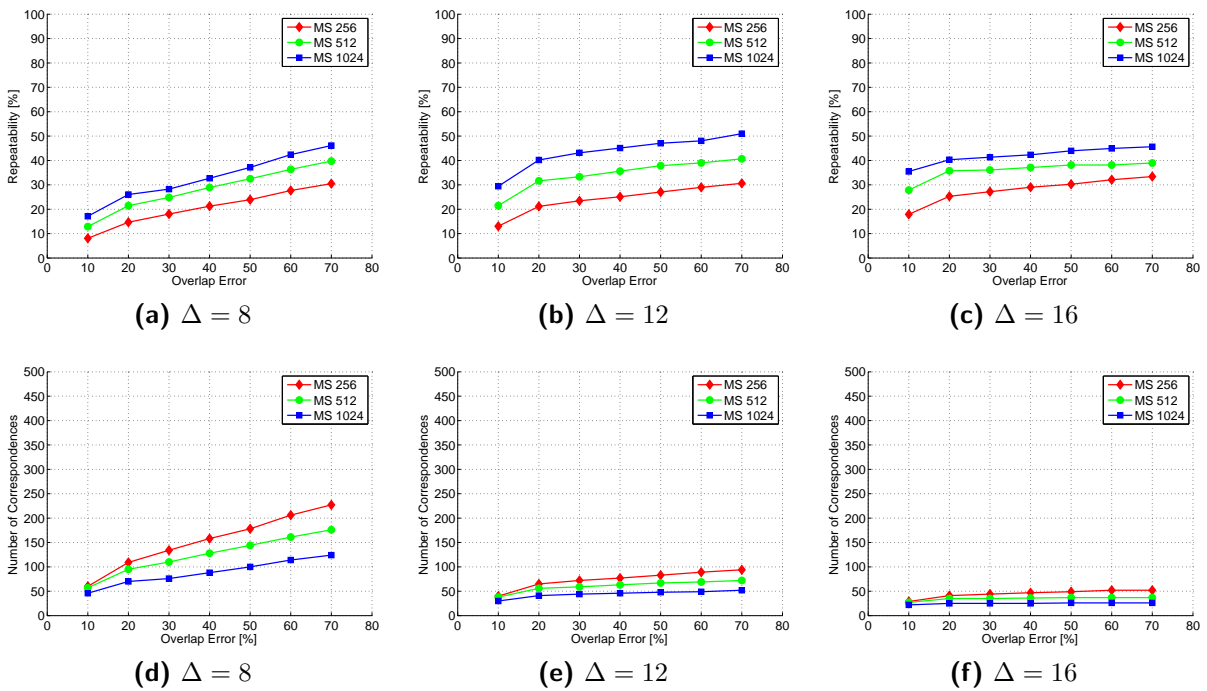 100
90
80
70
60
50
40
30
20
10
0
Repeatability [%]
MS 256
MS 512
MS 1024
0 10 20 30 40 50 60 70 80
Overlap Error
(a) Δ = 8
100
90
80
70
60
50
40
30
20
10
0
Repeatability [%]
MS 256
MS 512
MS 1024
0 10 20 30 40 50 60 70 80
Overlap Error
(b) Δ = 12
100
90
80
70
60
50
40
30
20
10
0
Repeatability [%]
MS 256
MS 512
MS 1024
0 10 20 30 40 50 60 70 80
Overlap Error
(c) Δ = 16
500
450
400
350
300
250
200
150
100
50
0
Number of Correspondences
MS 256
MS 512
MS 1024
0 10 20 30 40 50 60 70 80
Overlap Error [%]
(d) Δ = 8
500
450
400
350
300
250
200
150
100
50
0
Number of Correspondences
MS 256
MS 512
MS 1024
0 10 20 30 40 50 60 70 80
Overlap Error [%]
(e) Δ = 12
500
450
400
350
300
250
200
150
100
50
0
Number of Correspondences
MS 256
MS 512
MS 1024
0 10 20 30 40 50 60 70 80
Overlap Error [%]
(f) Δ = 16